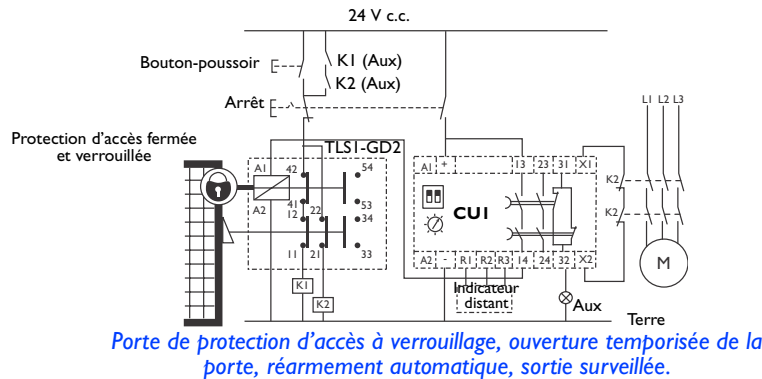 24 V c.c.
Bouton-poussoir
K1 (Aux)
K2 (Aux)
Arrêt
L1 L2 L3
Protection d'accès fermée
et verrouillée
TLS1-GD2
A1 42 54
A2 41 53
12 22 34
11 21 33
K1
K2
A1 + 13 23 31 X1
CU1
A2 - R1 R2 R3 14 24 32 X2
K2
K2
M
Indicateur
distant
Aux
Terre
Porte de protection d'accès à verrouillage, ouverture temporisée de la
porte, réarmement automatique, sortie surveillée.